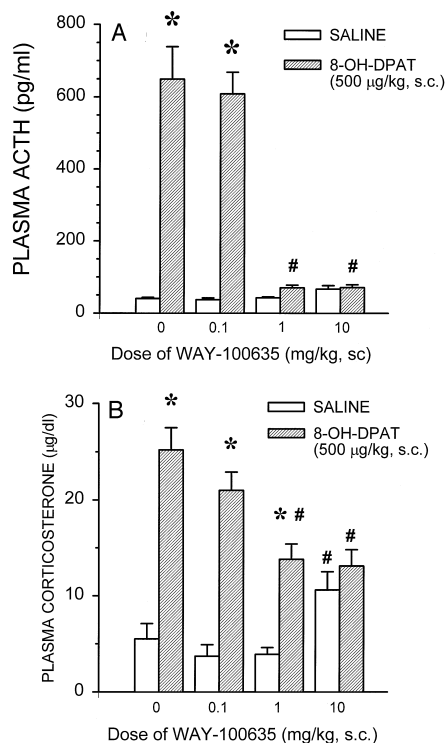 A
*
*
SALINE
8-OH-DPAT
(500 µg/kg, s.c.)
PLASMA ACTH (pg/ml)
800
600
400
200
0
#
#
0
0.1
1
10
Dose of WAY-100635 (mg/kg, sc)
B
*
*
* #
#
#
SALINE
8-OH-DPAT
(500 µg/kg, s.c.)
PLASMA CORTICOSTERONE (µg/dl)
30
20
10
0
0
0.1
1
10
Dose of WAY-100635 (mg/kg, s.c.)